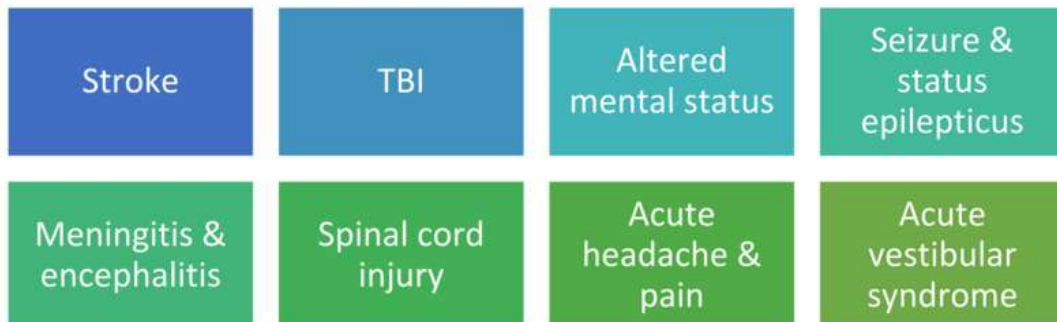 Stroke
TBI
Altered
mental status
Seizure &
status
epilepticus
Meningitis &
encephalitis
Spinal cord
injury
Acute
headache &
pain
Acute
vestibular
syndrome